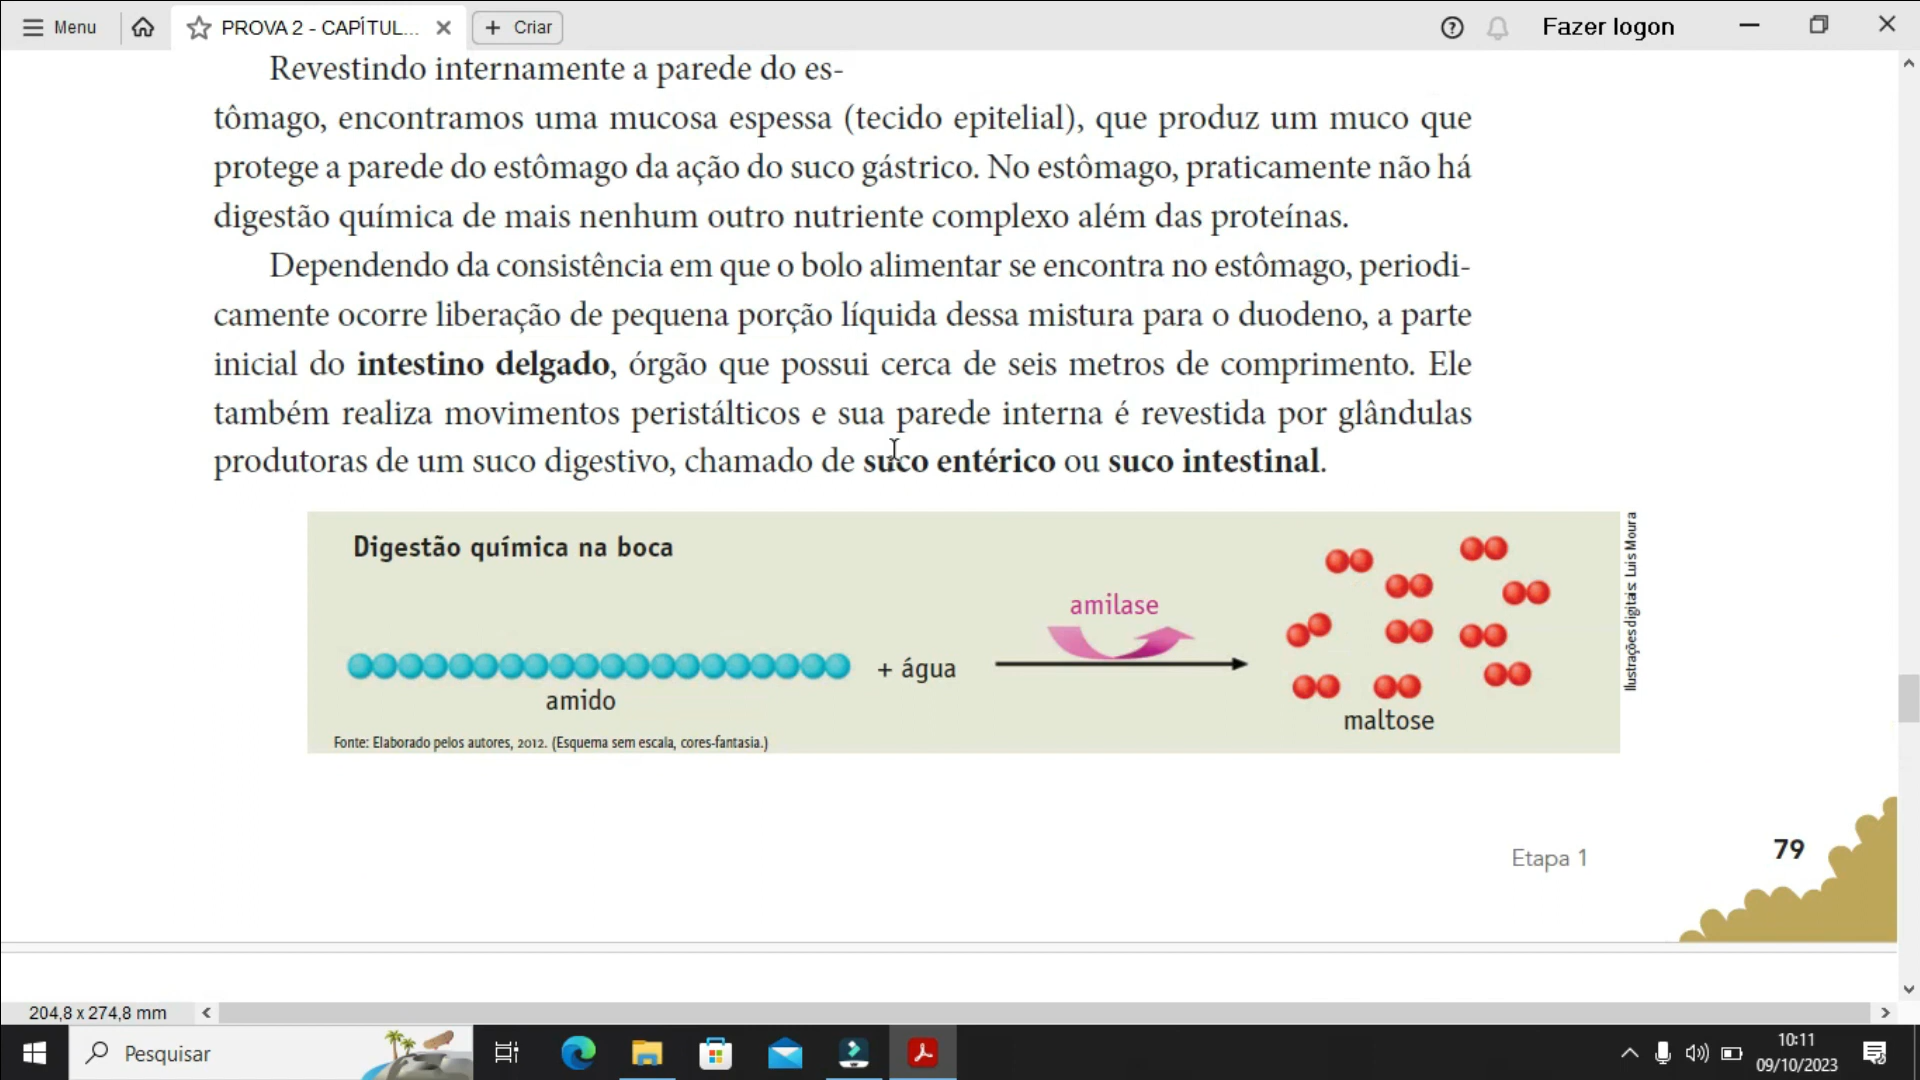 Menu
PROVA 2 - CAPÍTUL...
Criar
Fazer logon
Revestindo internamente a parede do es-
tômago, encontramos uma mucosa espessa (tecido epitelial), que produz um muco que
protege a parede do estômago da ação do suco gástrico. No estômago, praticamente não há
digestão química de mais nenhum outro nutriente complexo além das proteínas.
Dependendo da consistência em que o bolo alimentar se encontra no estômago, periodi-
camente ocorre liberação de pequena porção líquida dessa mistura para o duodeno, a parte
inicial do intestino delgado, órgão que possui cerca de seis metros de comprimento. Ele
também realiza movimentos peristálticos e sua parede interna é revestida por glândulas
produtoras de um suco digestivo, chamado de suco entérico ou suco intestinal.
Digestão química na boca
amilase
+ água
amido
maltose
Fonte: Elaborado pelos autores, 2012. (Esquema sem escala, cores-fantasia.)
Ilustrações digitais: Luis Moura
Etapa 1
79
204,8 x 274,8 mm
Pesquisar
10:11
09/10/2023